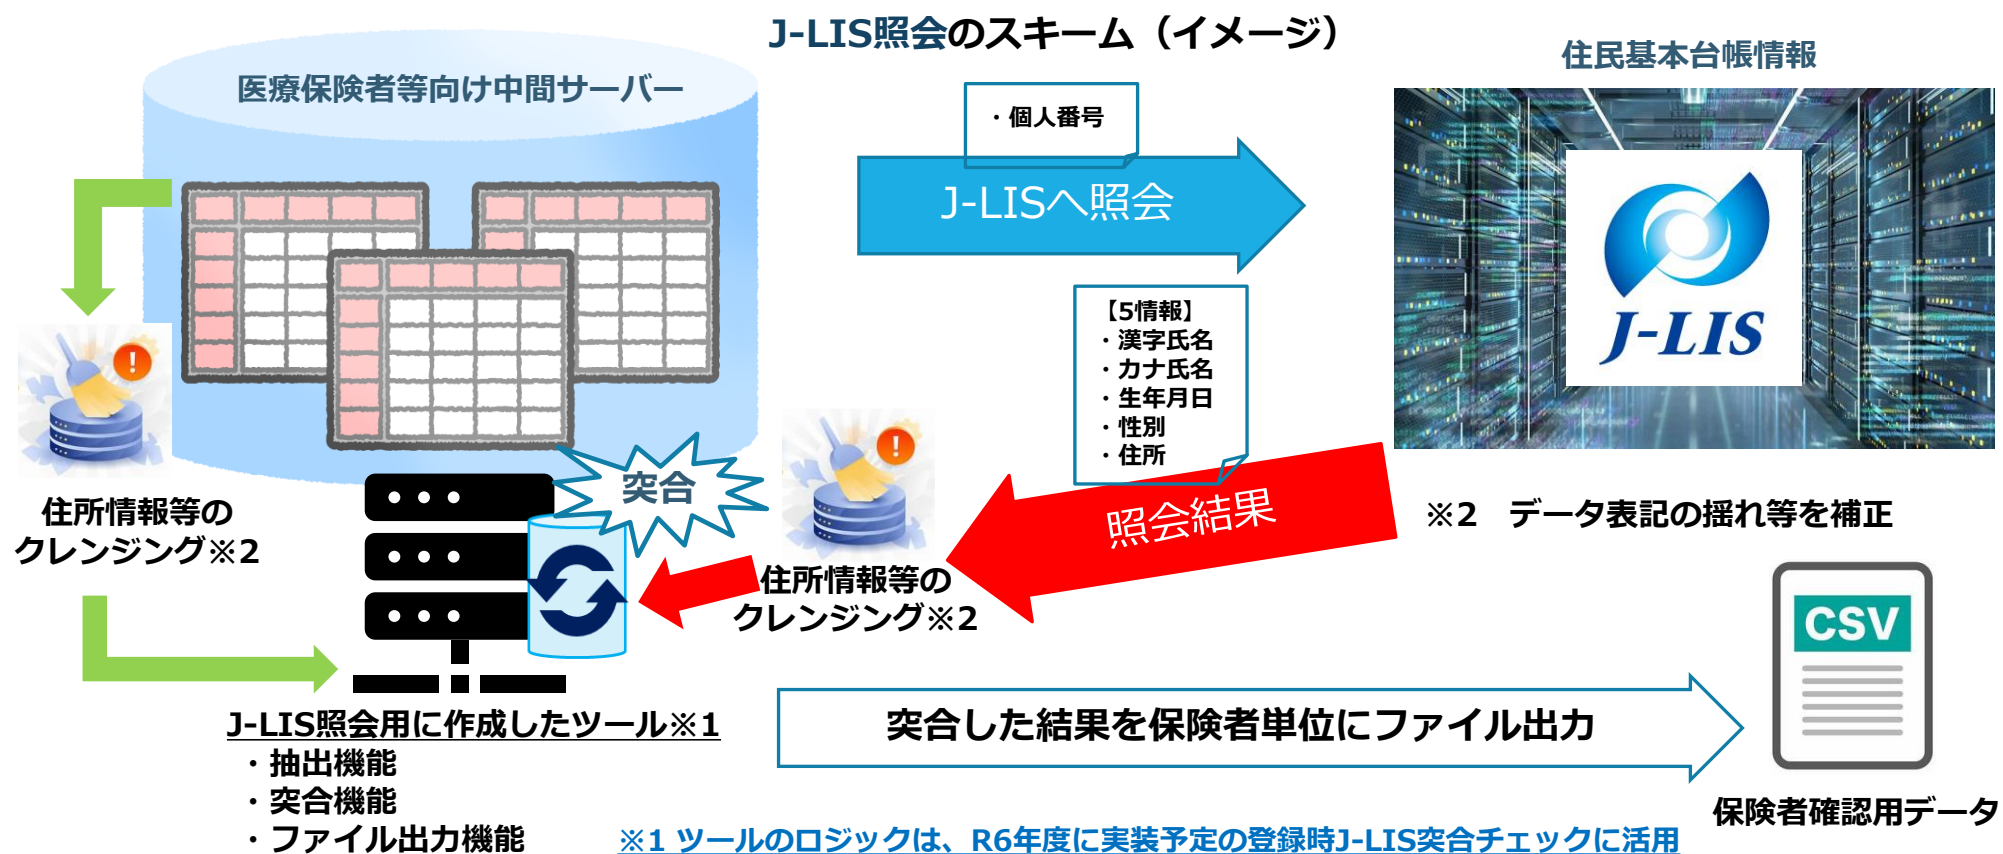 J-LIS照会のスキーム（イメージ）
医療保険者等向け中間サーバー
住民基本台帳情報
・個人番号
J-LISへ照会
J-LIS
【5情報】
・漢字氏名
・カナ氏名
・生年月日
・性別
・住所
照会結果
突合
住所情報等の
クレンジング※2
住所情報等の
クレンジング※2
※2　データ表記の揺れ等を補正
J-LIS照会用に作成したツール※1
・抽出機能
・突合機能
・ファイル出力機能
突合した結果を保険者単位にファイル出力
CSV
保険者確認用データ
※1 ツールのロジックは、R6年度に実装予定の登録時J-LIS突合チェックに活用